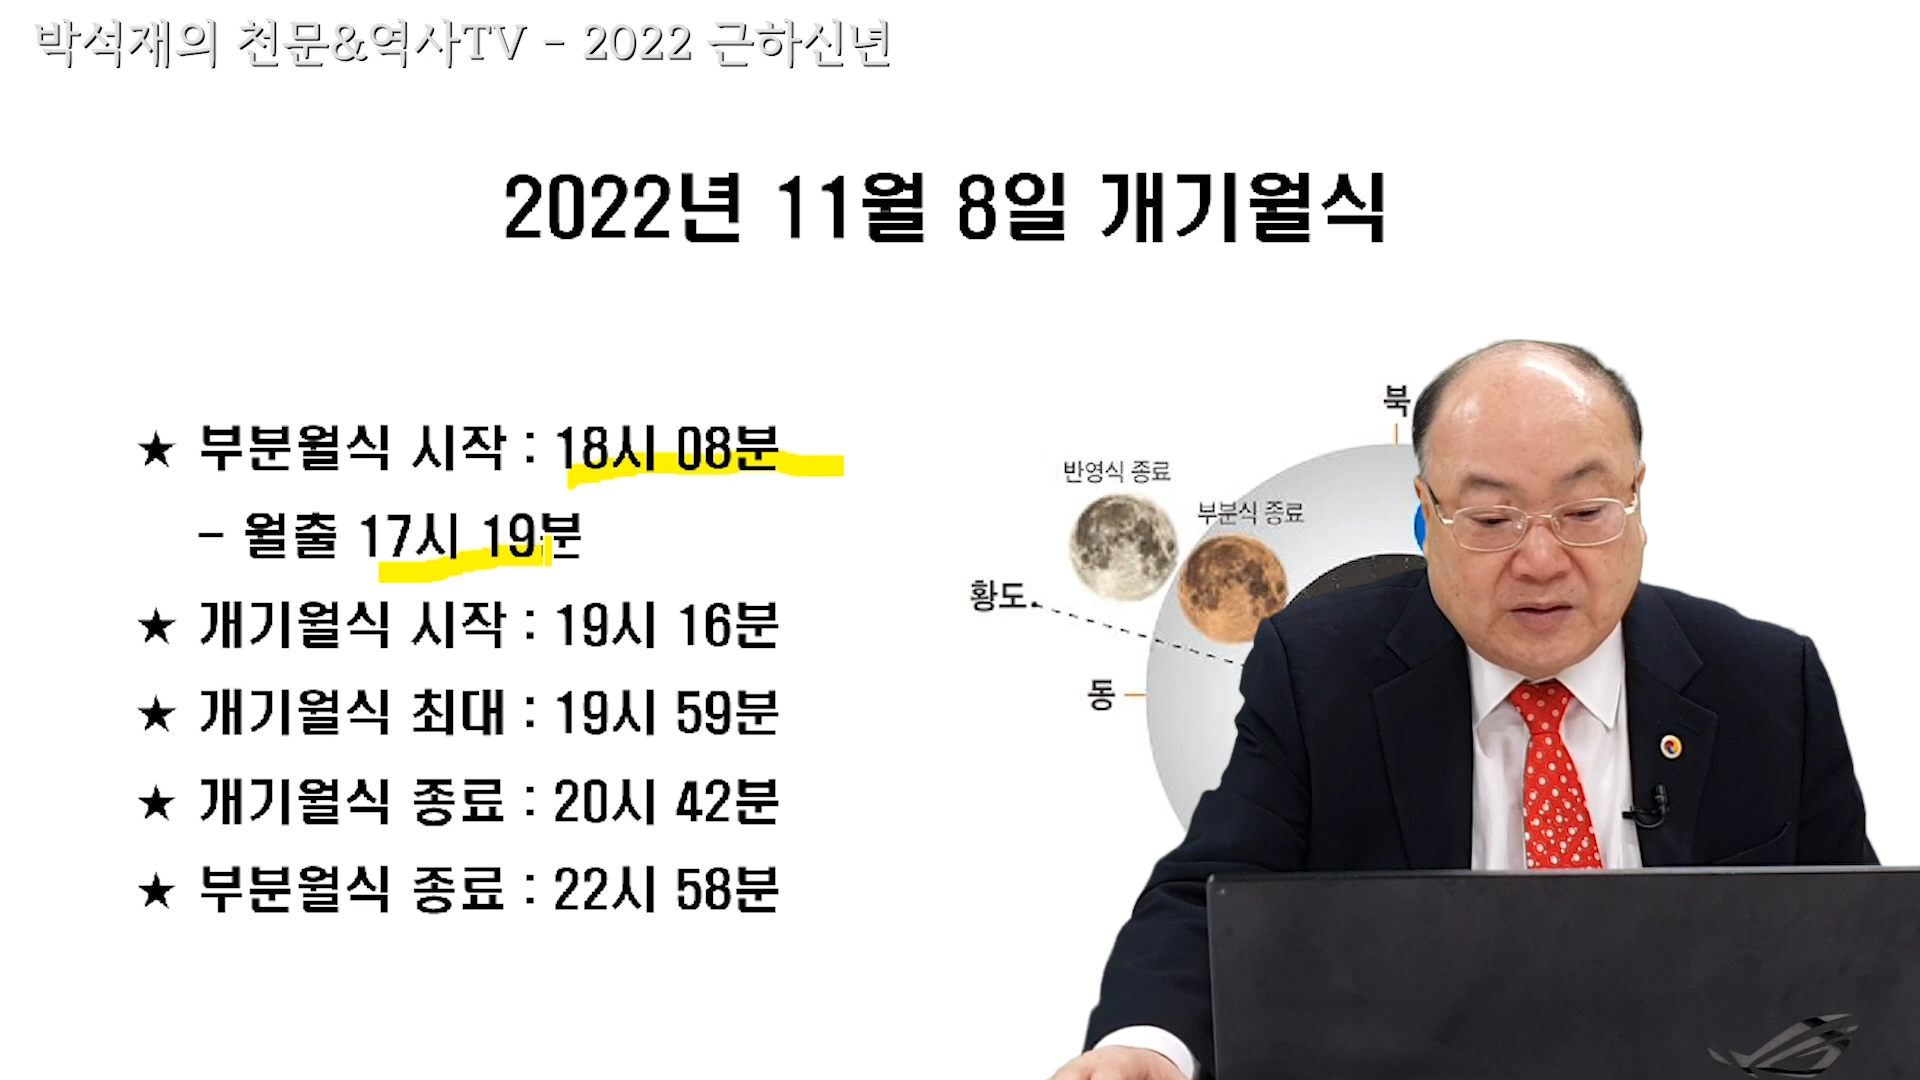 박석재의 천문&역사TV - 2022 근하신년
2022년 11월 8일 개기월식
★ 부분월식 시작 : 18시 08분
- 월출 17시 19분
★ 개기월식 시작 : 19시 16분
★ 개기월식 최대 : 19시 59분
★ 개기월식 종료 : 20시 42분
★ 부분월식 종료 : 22시 58분
북
반영식 종료
부분식 종료
황도
동